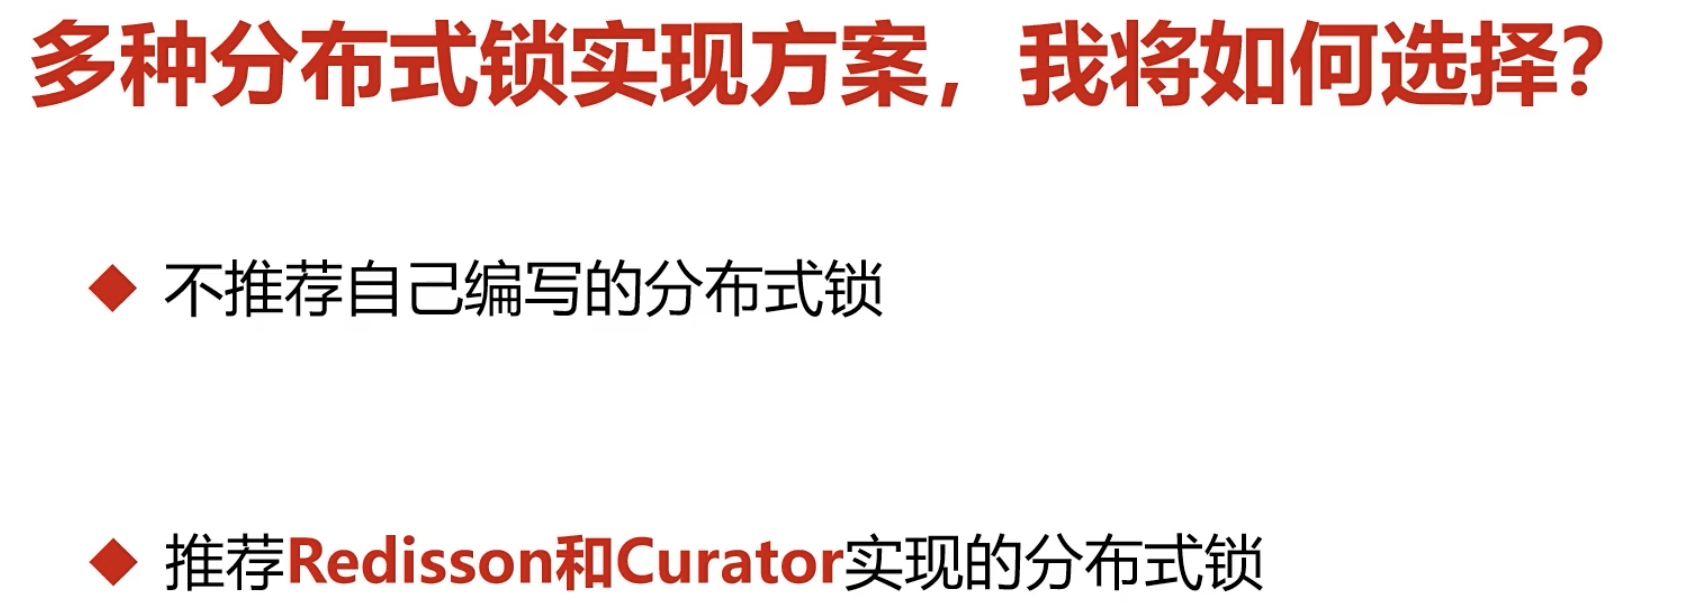 多种分布式锁实现方案，我将如何选择？
不推荐自己编写的分布式锁
推荐Redisson和Curator实现的分布式锁